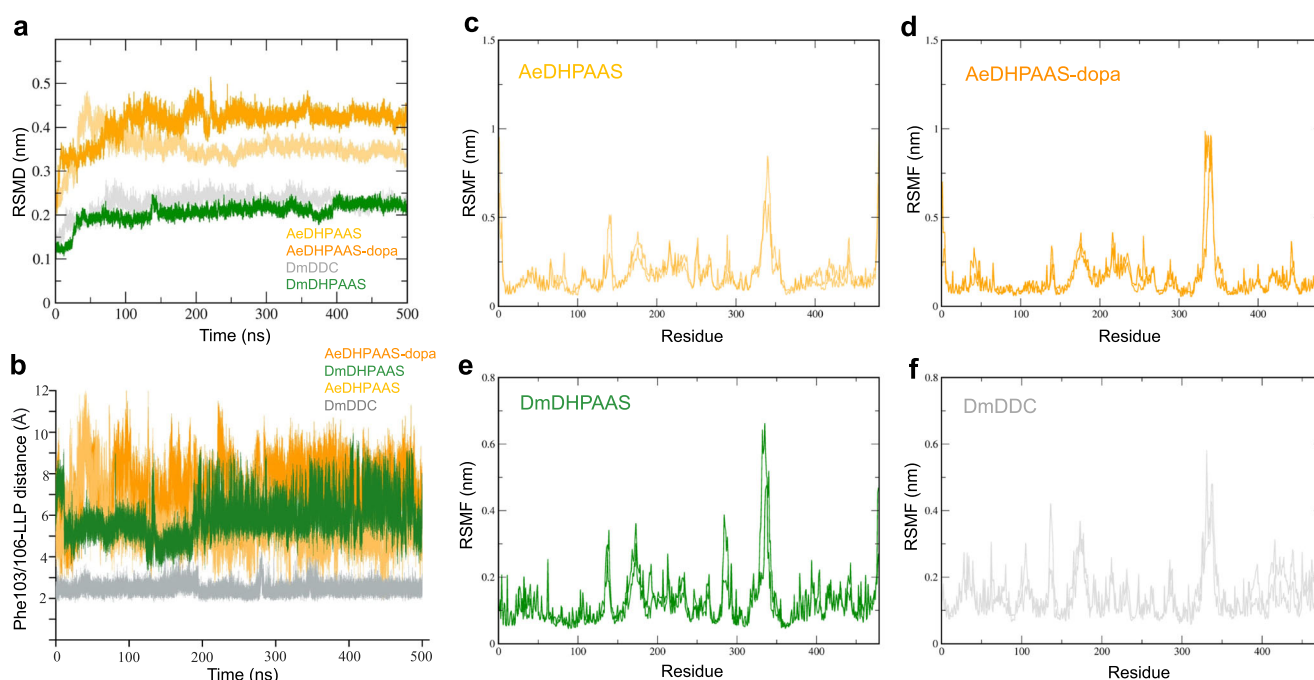 a
RSMD (nm)
0.5
0.4
0.3
0.2
0.1
0
0 100 200 300 400 500
Time (ns)
AeDHPAAS
AeDHPAAS-dopa
DmDDC
DmDHPAAS
b
AeDHPAAS-dopa
DmDHPAAS
AeDHPAAS
DmDDC
Phe103/106-LLP distance (Å)
12
10
8
6
4
2
0 100 200 300 400 500
Time (ns)
c
AeDHPAAS
RSMF (nm)
1.5
1
0.5
0
0 100 200 300 400
Residue
d
AeDHPAAS-dopa
RSMF (nm)
1.5
1
0.5
0
0 100 200 300 400
Residue
e
DmDHPAAS
RSMF (nm)
0.8
0.6
0.4
0.2
0
0 100 200 300 400
Residue
f
DmDDC
RSMF (nm)
0.8
0.6
0.4
0.2
0
0 100 200 300 400
Residue